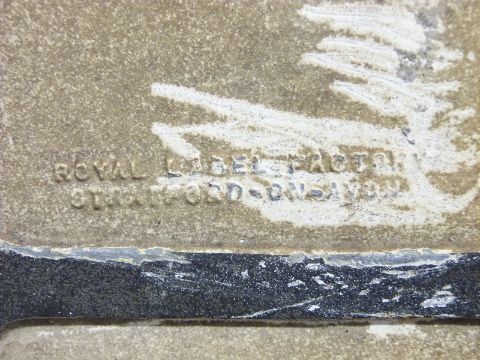 ROYAL LABEL FACTORY
STRATFORD-ON-AVON